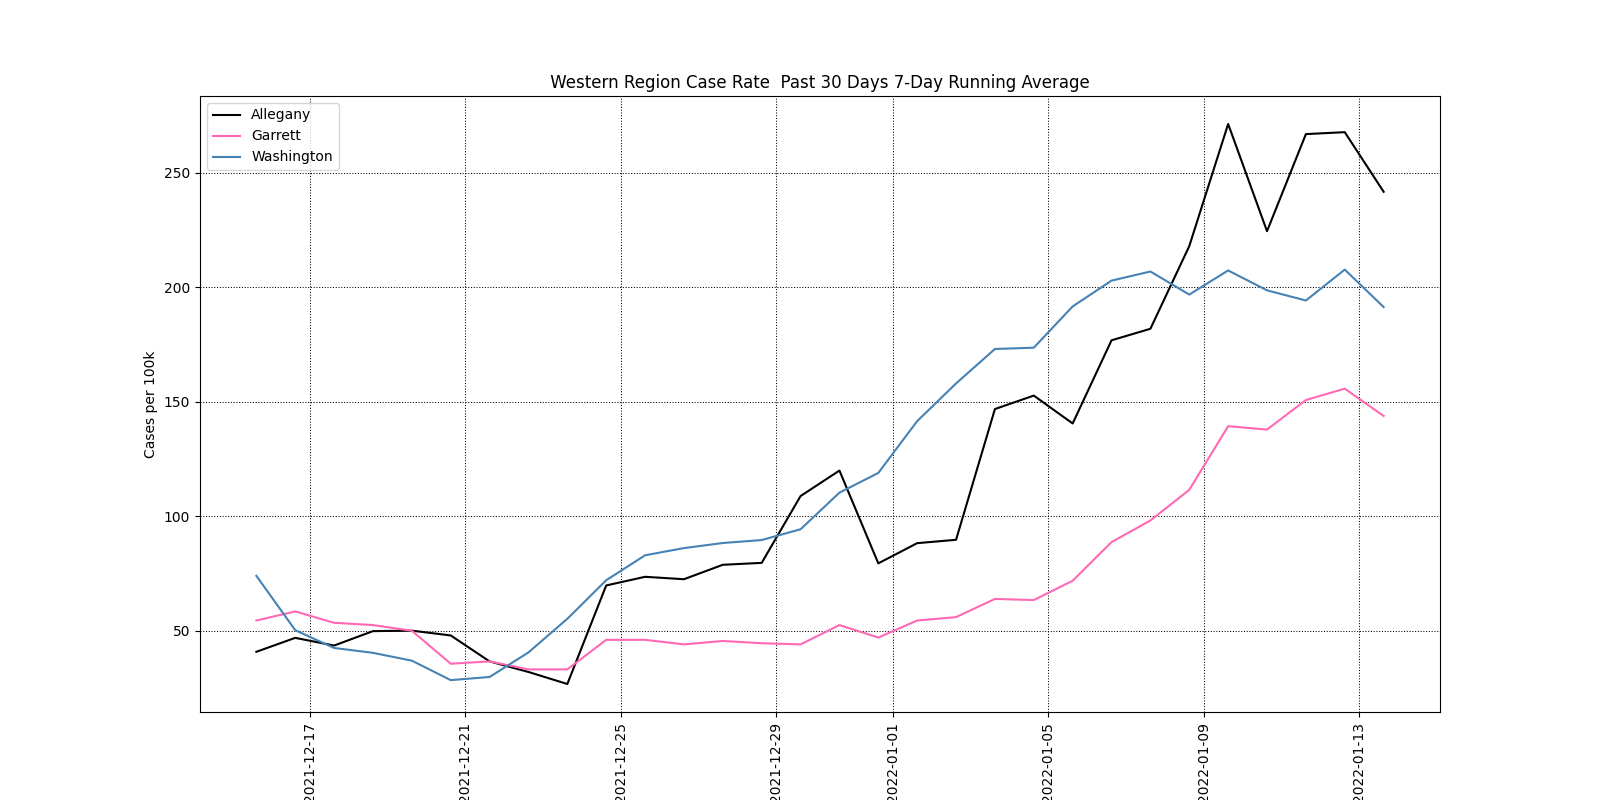 Western Region Case Rate  Past 30 Days 7-Day Running Average
Allegany
Garrett
Washington
Cases per 100k
250
200
150
100
50
2021-12-17
2021-12-21
2021-12-25
2021-12-29
2022-01-01
2022-01-05
2022-01-09
2022-01-13